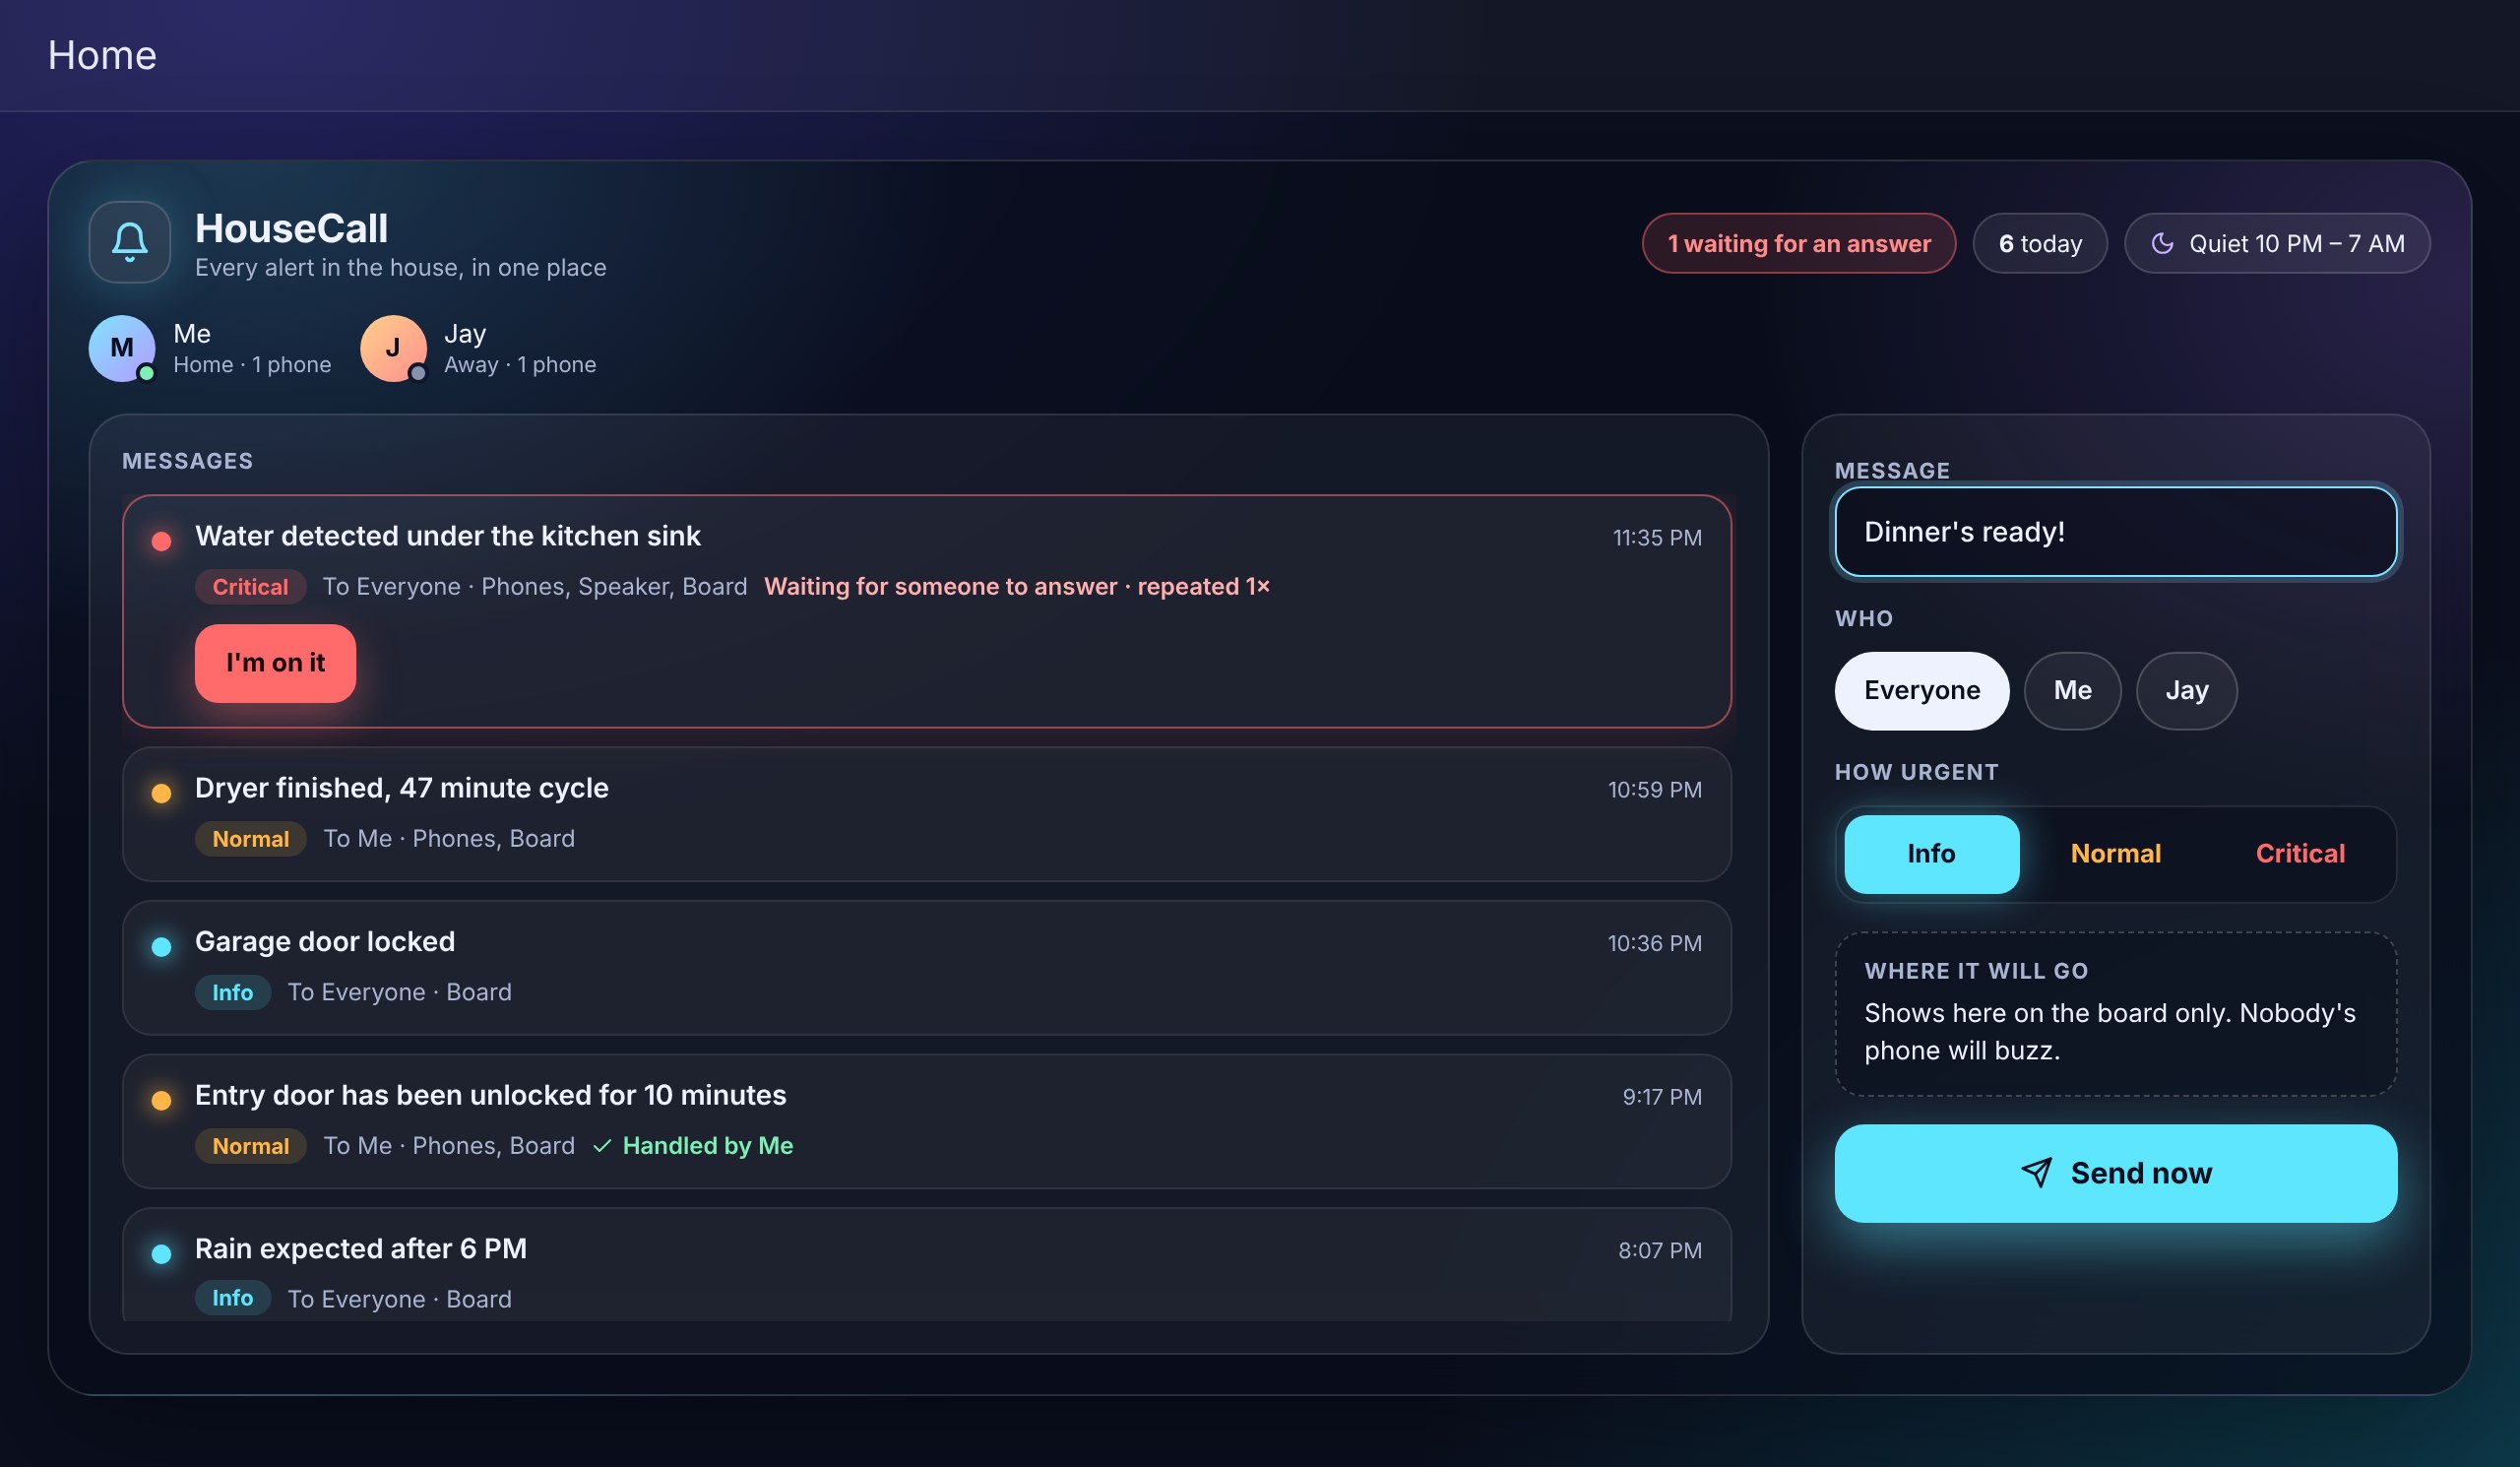 Home
HouseCall
Every alert in the house, in one place
1 waiting for an answer
6 today
Quiet 10 PM – 7 AM
M
Me
Home · 1 phone
J
Jay
Away · 1 phone
MESSAGES
Water detected under the kitchen sink
11:35 PM
Critical To Everyone · Phones, Speaker, Board Waiting for someone to answer · repeated 1×
I'm on it
Dryer finished, 47 minute cycle
10:59 PM
Normal To Me · Phones, Board
Garage door locked
10:36 PM
Info To Everyone · Board
Entry door has been unlocked for 10 minutes
9:17 PM
Normal To Me · Phones, Board ✓ Handled by Me
Rain expected after 6 PM
8:07 PM
Info To Everyone · Board
MESSAGE
Dinner's ready!
WHO
Everyone Me Jay
HOW URGENT
Info Normal Critical
WHERE IT WILL GO
Shows here on the board only. Nobody's
phone will buzz.
Send now